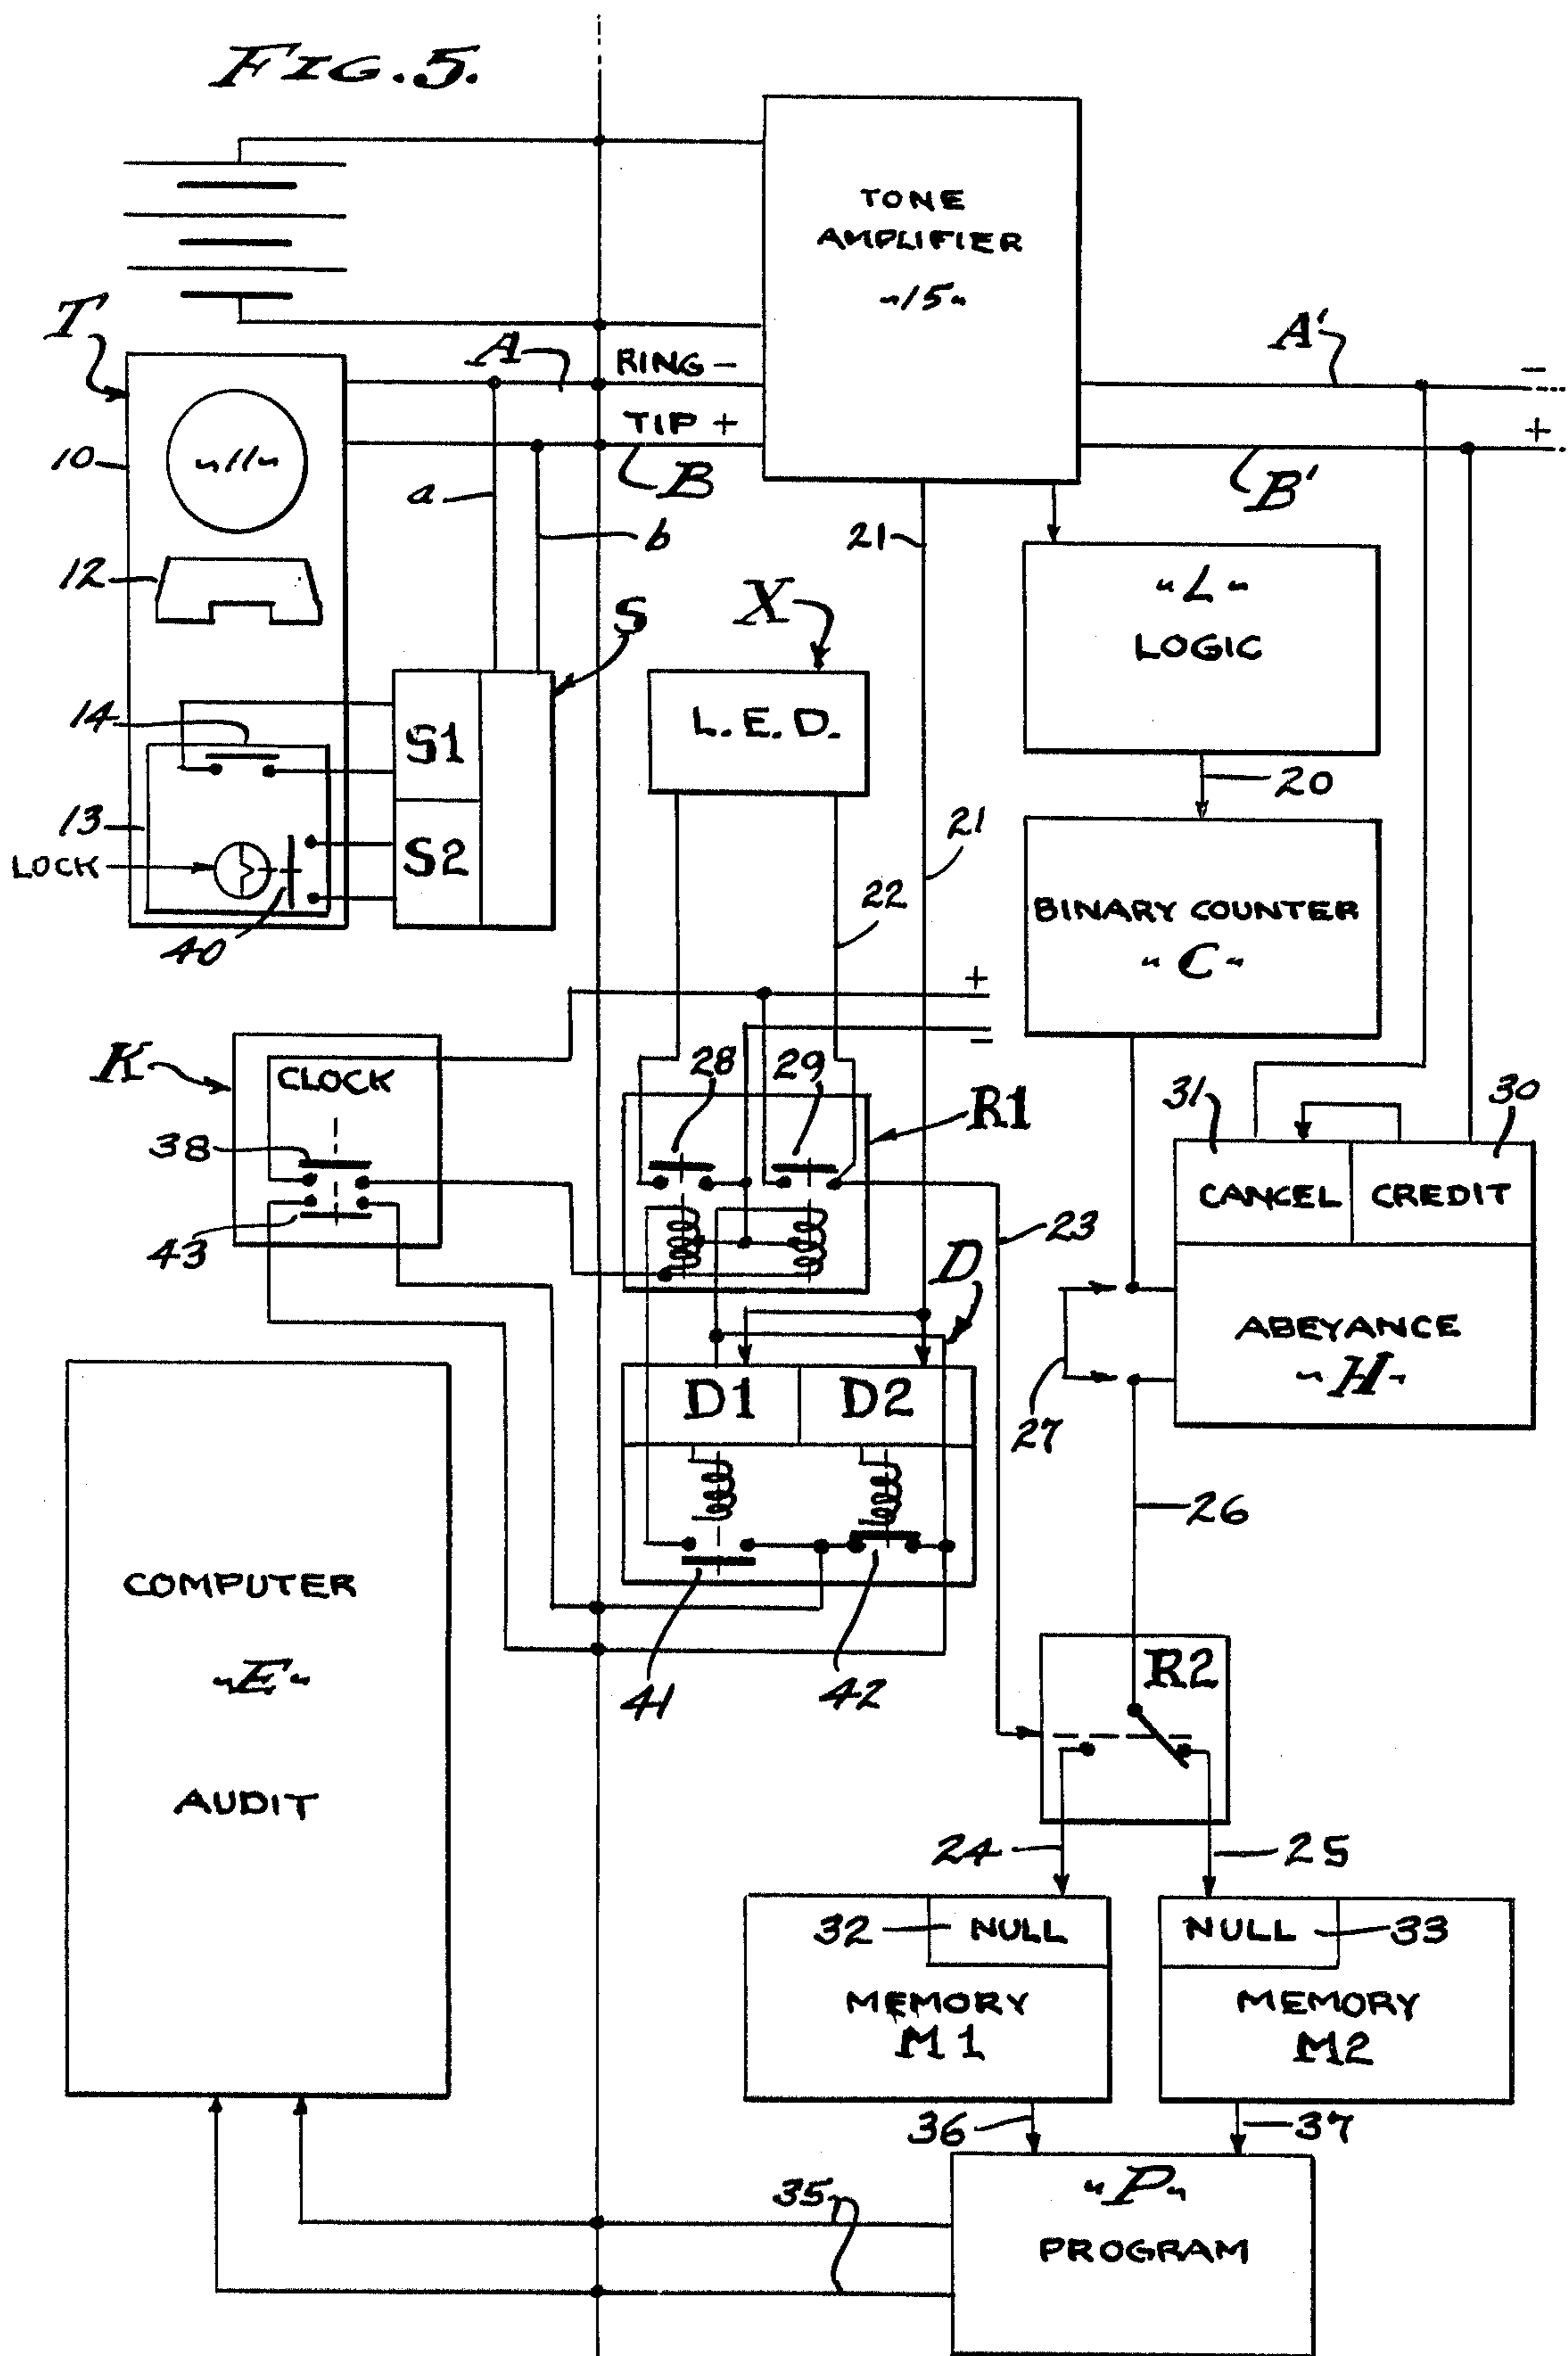 FIG. 5.
TONE
AMPLIFIER
"15"
T
A
RING -
A'
-
TIP +
+
10
"11"
B
B'
a
b
21
12
X
"L"
LOGIC
S
14
L. E. D.
S1
20
13
S2
LOCK
21
22
BINARY COUNTER
"C"
40
+
-
K
CLOCK
28
29
R1
31
30
38
CANCEL
CREDIT
43
23
D
ABEYANCE
"H"
D1
D2
27
26
COMPUTER
"E"
AUDIT
41
42
R2
24
25
32
NULL
NULL
33
MEMORY
M1
MEMORY
M2
36
37
35
"P"
PROGRAM